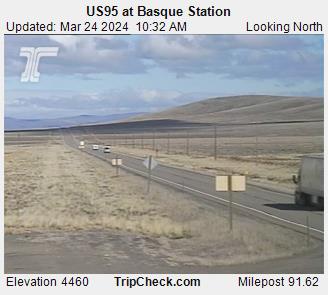 US95 at Basque Station
Updated: Mar 24 2024 10:32 AM Looking North
Elevation 4460 TripCheck.com Milepost 91.62